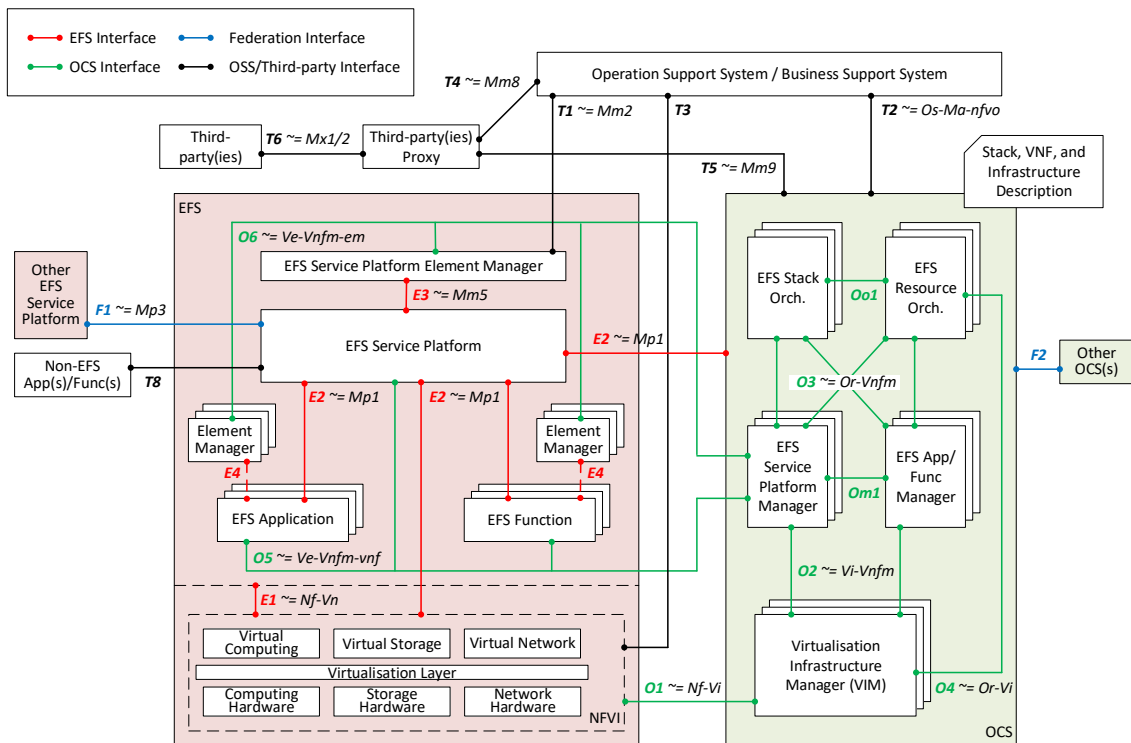 EFS Interface
Federation Interface
OCS Interface
OSS/Third-party Interface
Operation Support System / Business Support System
T4 ~= Mm8
T1 ~= Mm2
T3
T2 ~= Os-Ma-nfvo
Third-
party(ies)
T6 ~= Mx1/2
Third-party(ies)
Proxy
T5 ~= Mm9
Stack, VNF, and
Infrastructure
Description
EFS
O6 ~= Ve-Vnfm-em
EFS Service Platform Element Manager
E3 ~= Mm5
Other
EFS
Service
Platform
F1 ~= Mp3
EFS Service Platform
E2 ~= Mp1
Non-EFS
App(s)/Func(s)
T8
E2 ~= Mp1
E2 ~= Mp1
Element
Manager
Element
Manager
E4
E4
EFS Application
EFS Function
O5 ~= Ve-Vnfm-vnf
E1 ~= Nf-Vn
Virtual
Computing
Virtual Storage
Virtual Network
Virtualisation Layer
Computing
Hardware
Storage
Hardware
Network
Hardware
NFVI
O1 ~= Nf-Vi
EFS Stack
Orch.
Oo1
EFS
Resource
Orch.
O3 ~= Or-Vnfm
F2
Other
OCS(s)
EFS
Service
Platform
Manager
Om1
EFS App/
Func
Manager
O2 ~= Vi-Vnfm
Virtualisation
Infrastructure
Manager (VIM)
O4 ~= Or-Vi
OCS